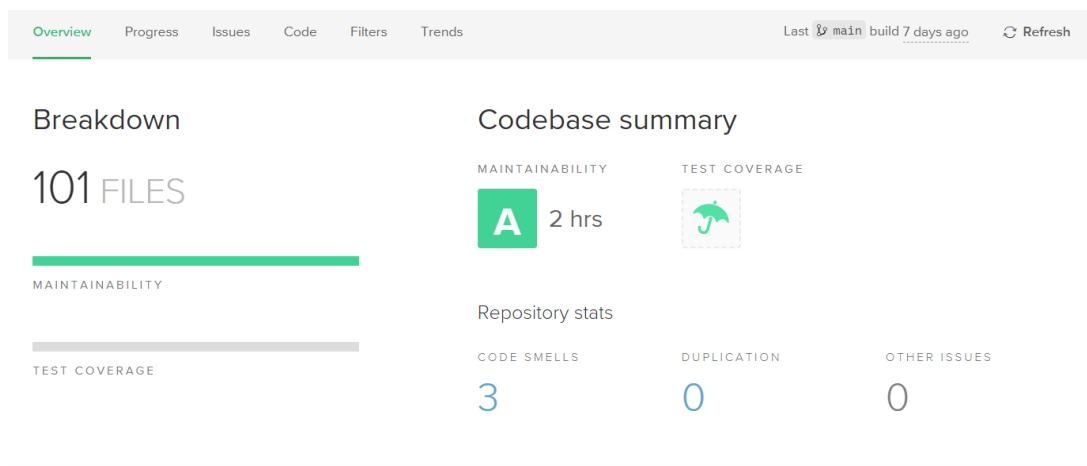 Overview Progress Issues Code Filters Trends Last main build 7 days ago Refresh
Breakdown
101 FILES
MAINTAINABILITY
TEST COVERAGE
Codebase summary
MAINTAINABILITY TEST COVERAGE
A 2 hrs
Repository stats
CODE SMELLS DUPLICATION OTHER ISSUES
3 0 0